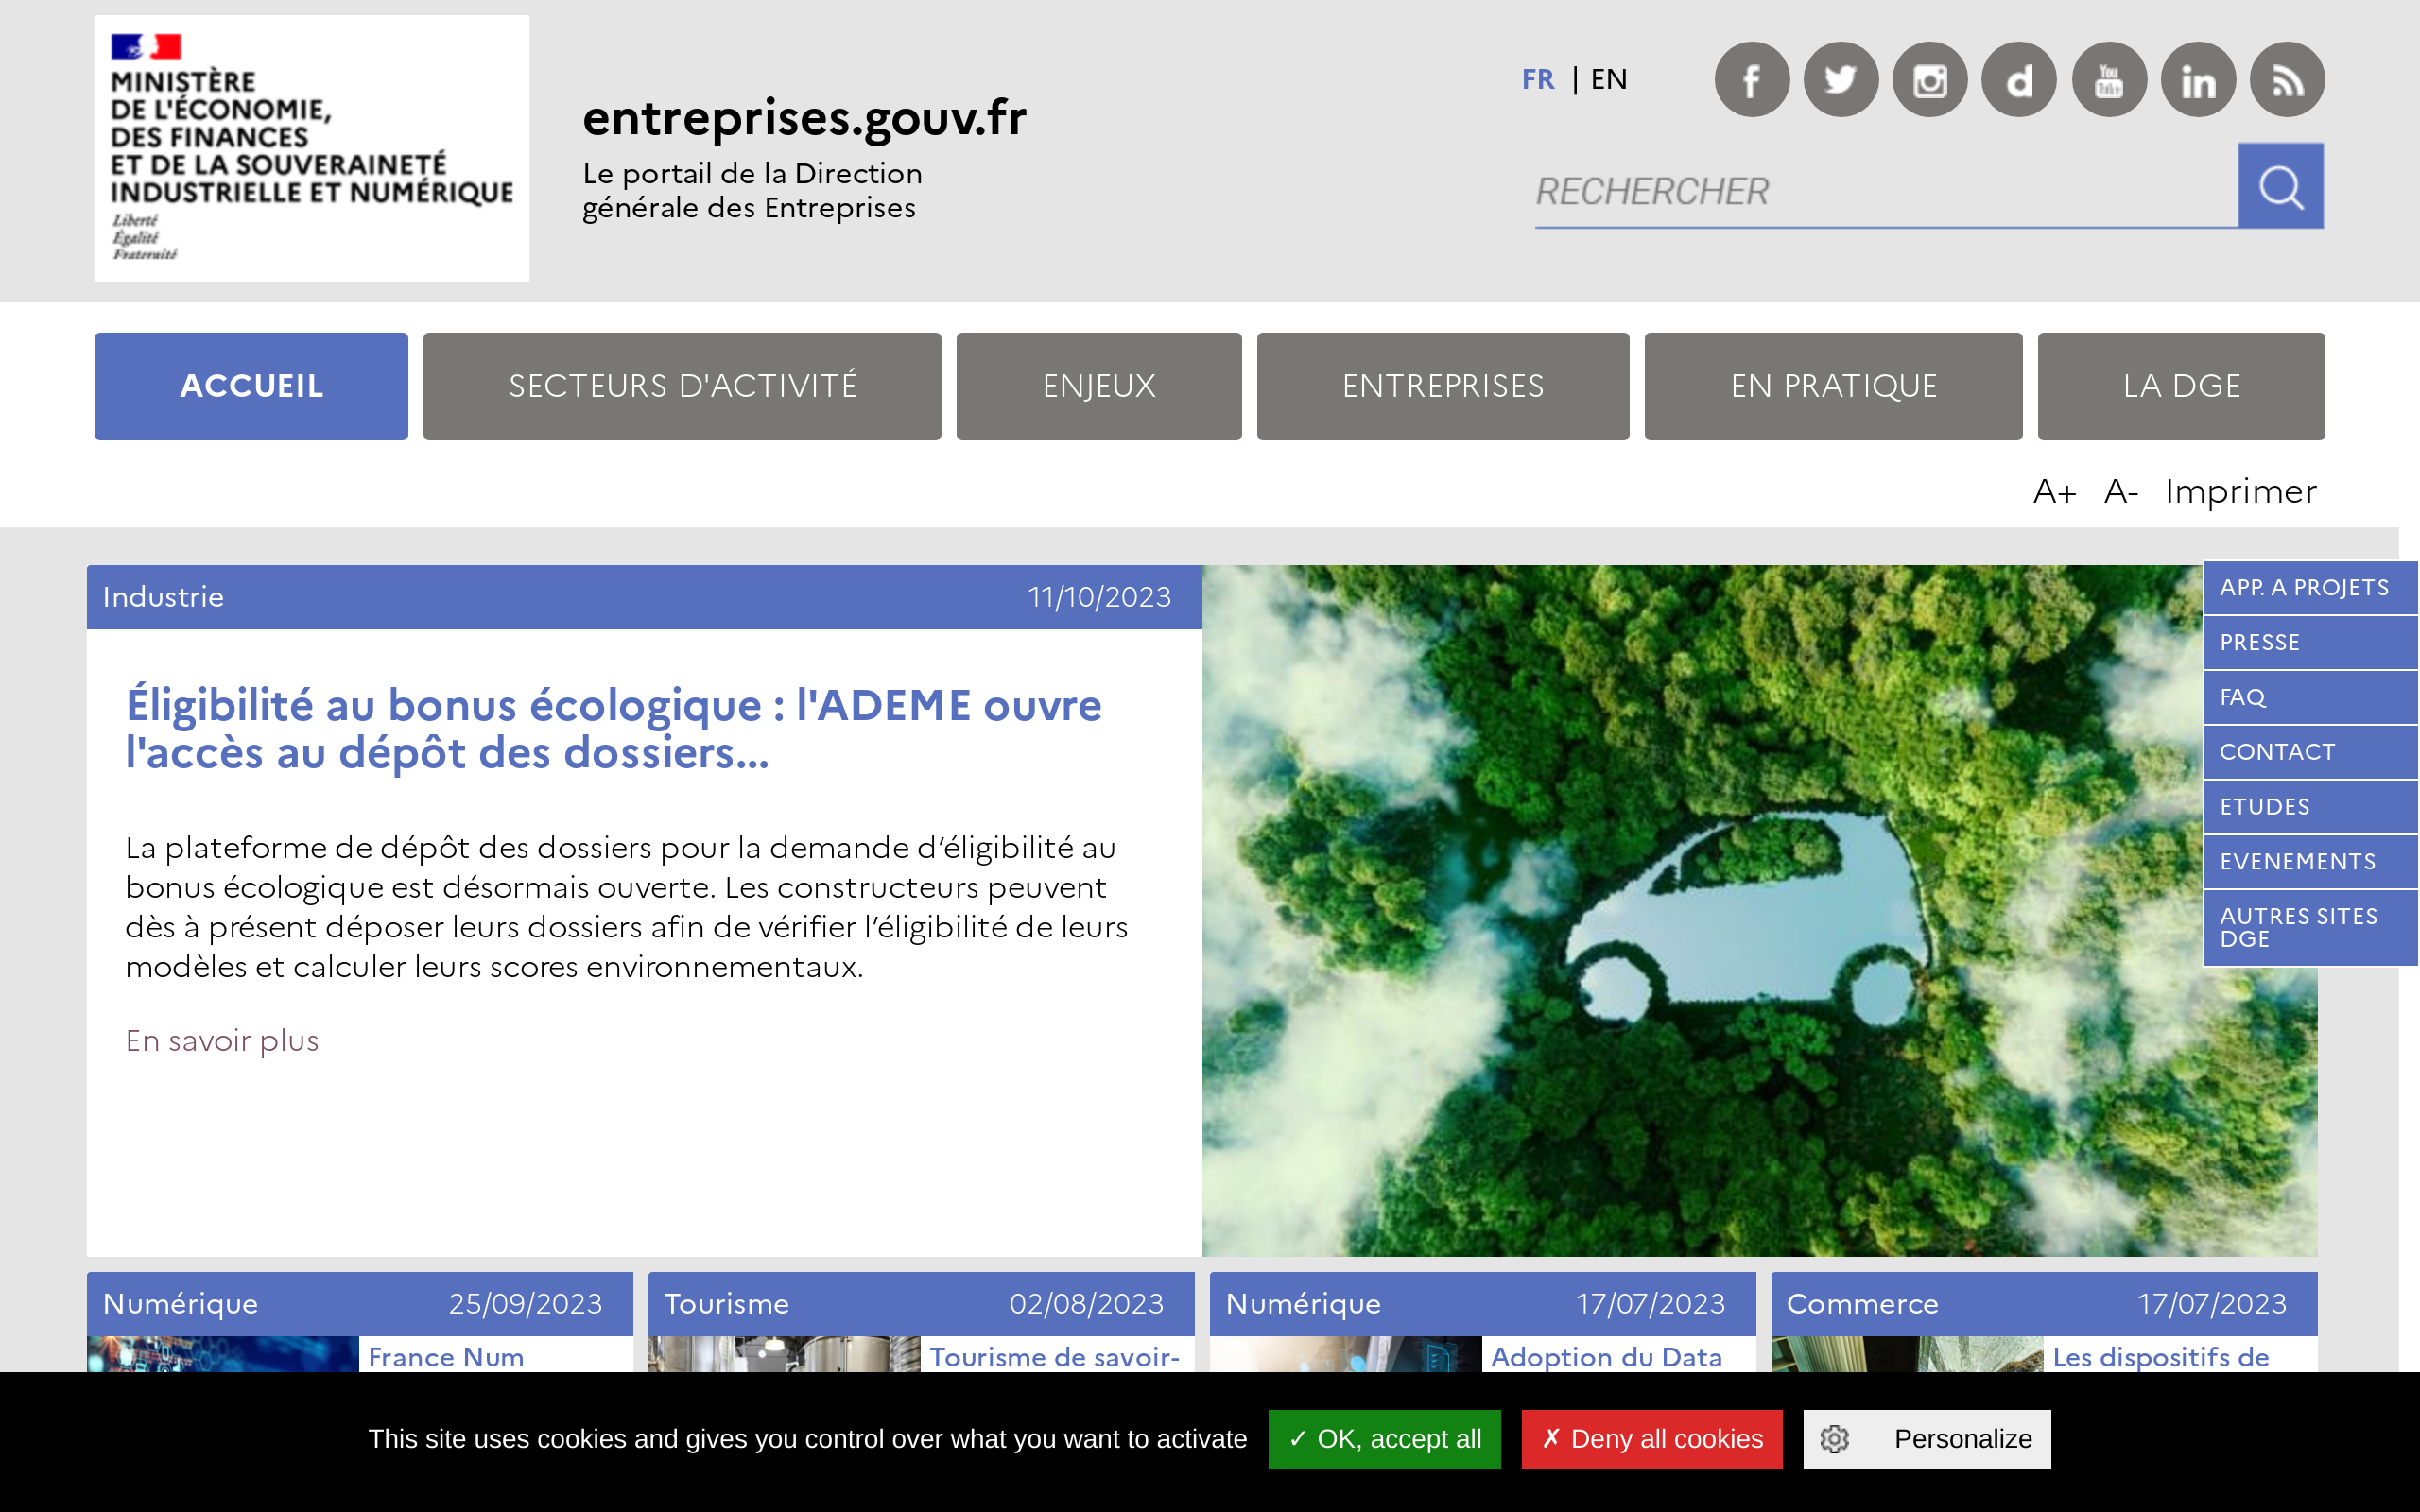 MINISTÈRE
DE L'ÉCONOMIE,
DES FINANCES
ET DE LA SOUVERAINETÉ
INDUSTRIELLE ET NUMÉRIQUE
Liberté
Égalité
Fraternité
entreprises.gouv.fr
Le portail de la Direction
générale des Entreprises
FR | EN
RECHERCHER
ACCUEIL
SECTEURS D'ACTIVITÉ
ENJEUX
ENTREPRISES
EN PRATIQUE
LA DGE
A+ A- Imprimer
Industrie 11/10/2023
Éligibilité au bonus écologique : l'ADEME ouvre
l'accès au dépôt des dossiers...
La plateforme de dépôt des dossiers pour la demande d’éligibilité au
bonus écologique est désormais ouverte. Les constructeurs peuvent
dès à présent déposer leurs dossiers afin de vérifier l’éligibilité de leurs
modèles et calculer leurs scores environnementaux.
En savoir plus
APP. A PROJETS
PRESSE
FAQ
CONTACT
ETUDES
EVENEMENTS
AUTRES SITES
DGE
Numérique 25/09/2023
France Num
Tourisme 02/08/2023
Tourisme de savoir-
Numérique 17/07/2023
Adoption du Data
Commerce 17/07/2023
Les dispositifs de
This site uses cookies and gives you control over what you want to activate
✓ OK, accept all
✗ Deny all cookies
Personalize